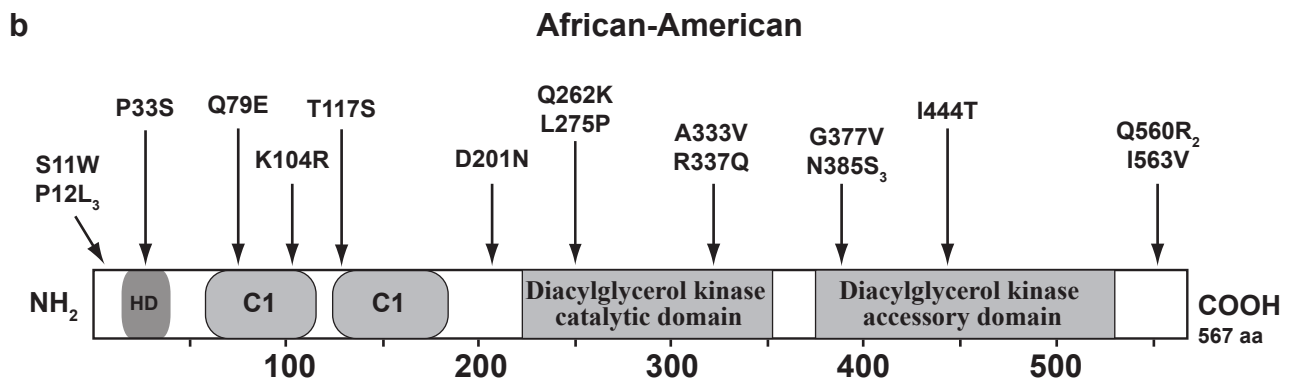 b
African-American
S11W
P12L₃
P33S
Q79E
K104R
T117S
D201N
Q262K
L275P
A333V
R337Q
G377V
N385S₃
I444T
Q560R₂
I563V
NH₂
HD
C1
C1
Diacylglycerol kinase
catalytic domain
Diacylglycerol kinase
accessory domain
COOH
567 aa
100 200 300 400 500